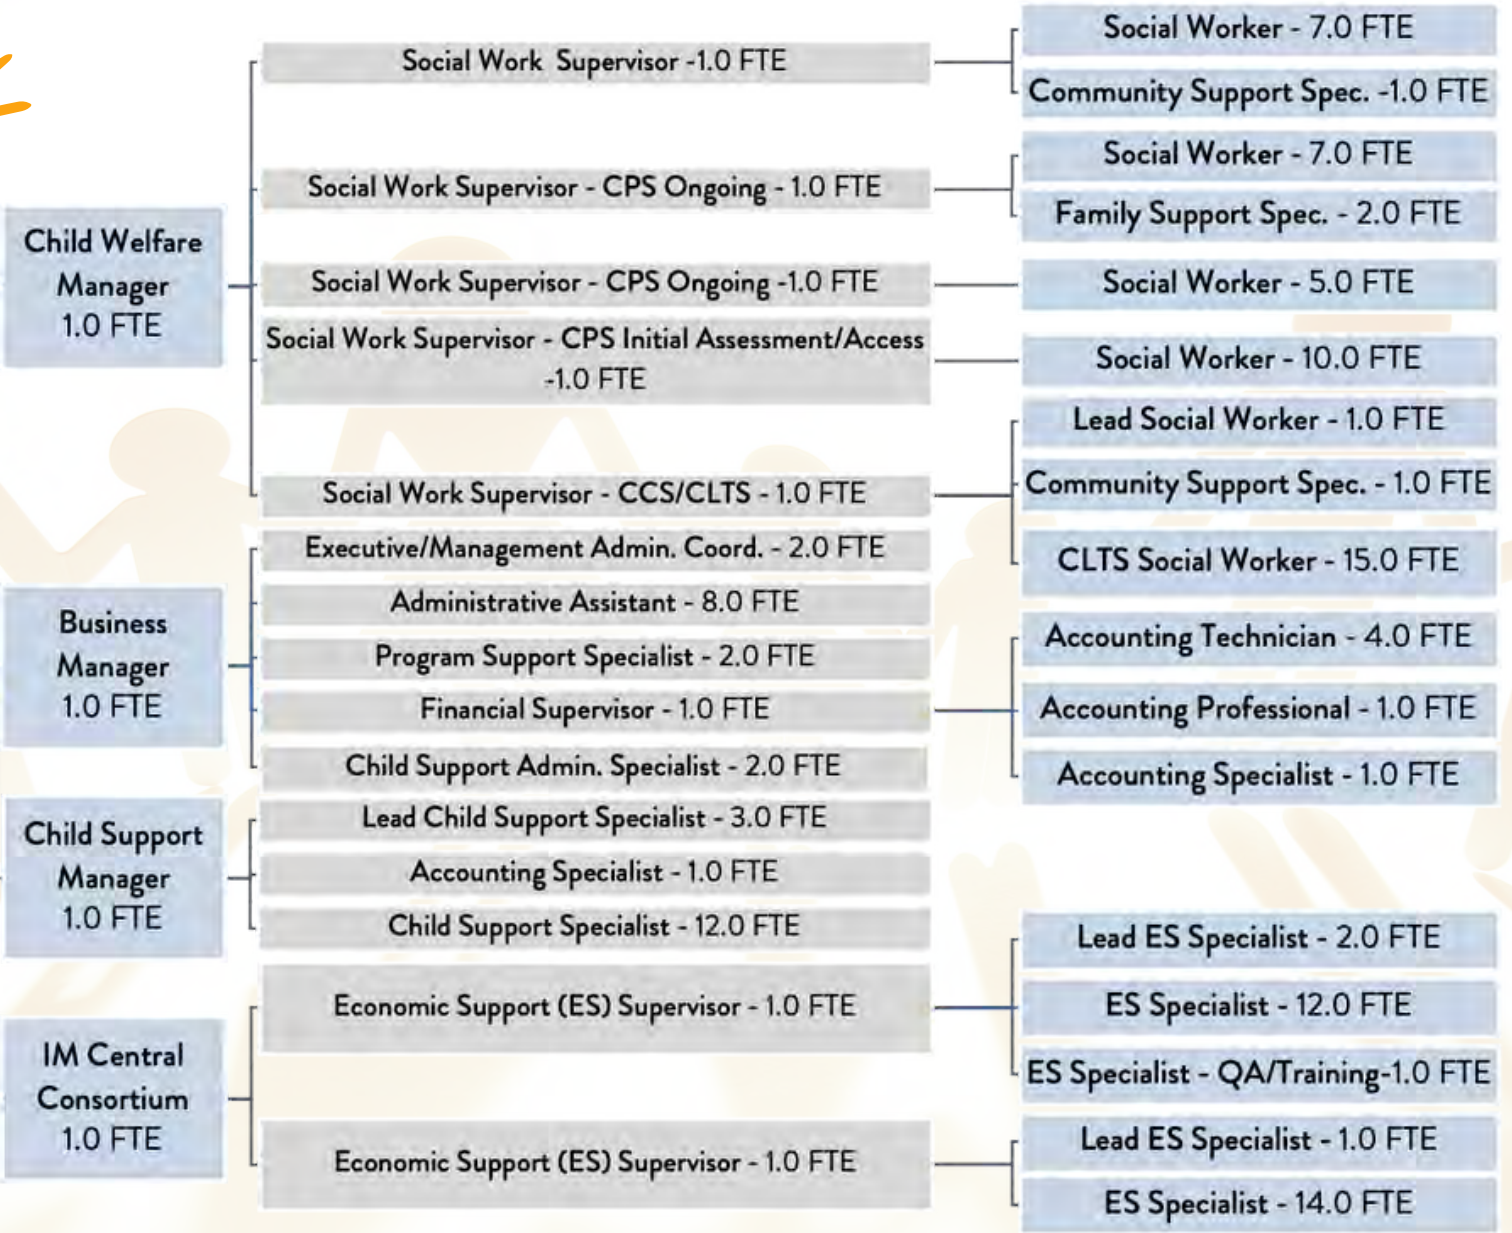 Child Welfare
Manager
1.0 FTE
Social Work Supervisor -1.0 FTE
Social Worker - 7.0 FTE
Community Support Spec. -1.0 FTE
Social Work Supervisor - CPS Ongoing - 1.0 FTE
Social Worker - 7.0 FTE
Family Support Spec. - 2.0 FTE
Social Work Supervisor - CPS Ongoing -1.0 FTE
Social Worker - 5.0 FTE
Social Work Supervisor - CPS Initial Assessment/Access
-1.0 FTE
Social Worker - 10.0 FTE
Social Work Supervisor - CCS/CLTS - 1.0 FTE
Lead Social Worker - 1.0 FTE
Community Support Spec. - 1.0 FTE
CLTS Social Worker - 15.0 FTE
Business
Manager
1.0 FTE
Executive/Management Admin. Coord. - 2.0 FTE
Administrative Assistant - 8.0 FTE
Program Support Specialist - 2.0 FTE
Financial Supervisor - 1.0 FTE
Accounting Technician - 4.0 FTE
Accounting Professional - 1.0 FTE
Accounting Specialist - 1.0 FTE
Child Support Admin. Specialist - 2.0 FTE
Child Support
Manager
1.0 FTE
Lead Child Support Specialist - 3.0 FTE
Accounting Specialist - 1.0 FTE
Child Support Specialist - 12.0 FTE
IM Central
Consortium
1.0 FTE
Economic Support (ES) Supervisor - 1.0 FTE
Lead ES Specialist - 2.0 FTE
ES Specialist - 12.0 FTE
ES Specialist - QA/Training-1.0 FTE
Economic Support (ES) Supervisor - 1.0 FTE
Lead ES Specialist - 1.0 FTE
ES Specialist - 14.0 FTE